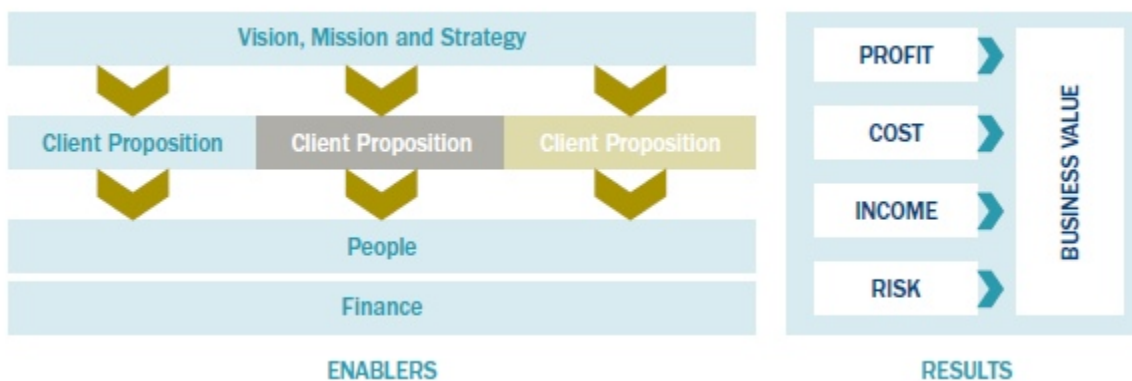 Vision, Mission and Strategy
Client Proposition
Client Proposition
Client Proposition
People
Finance
ENABLERS
PROFIT
COST
INCOME
RISK
BUSINESS VALUE
RESULTS